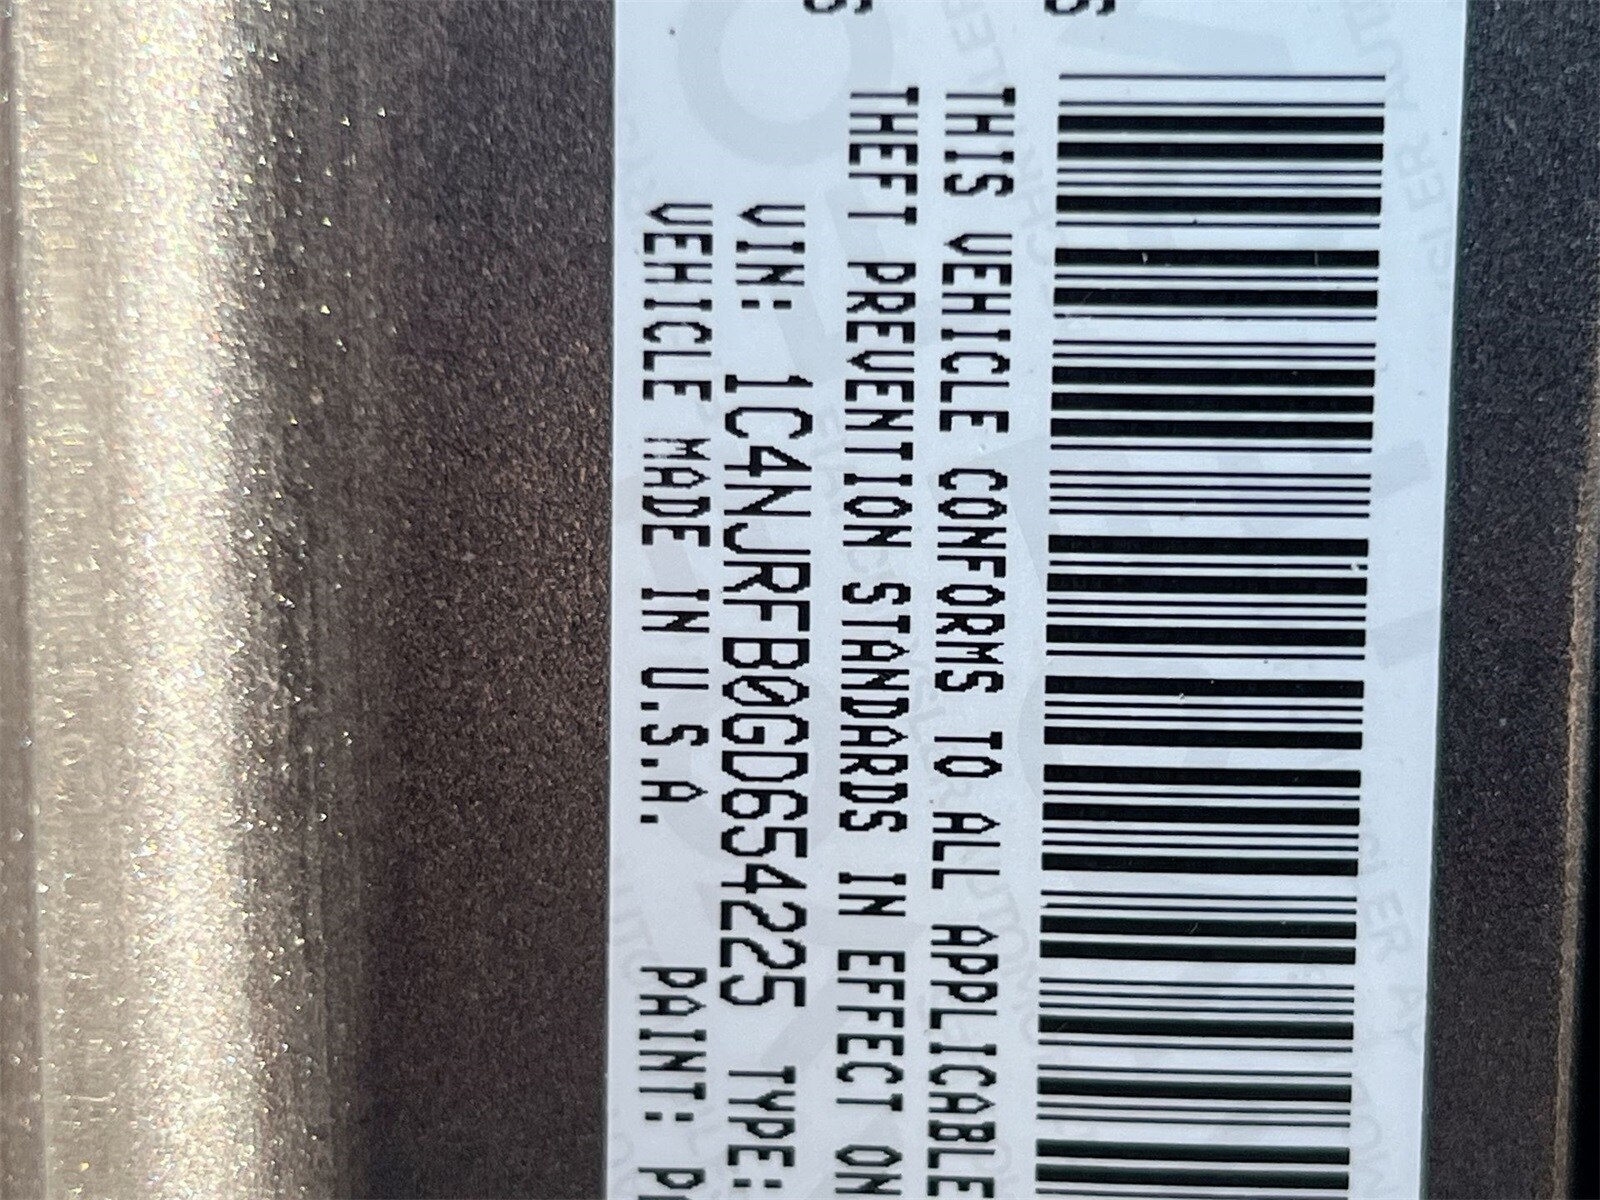 THIS VEHICLE CONFORMS TO ALL APPLICABLE
THEFT PREVENTION STANDARDS IN EFFECT ON
VIN: 1C4NJRFB0GD654225 TYPE:
VEHICLE MADE IN U.S.A. PAINT: